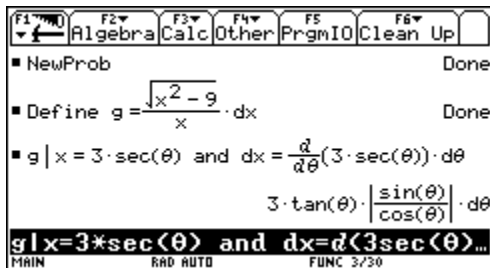 F1 F2 F3 F4 F5 F6
Algebra Calc Other PrgmIO Clean Up
▪ NewProb Done
▪ Define g = √(x² - 9) / x · dx Done
▪ g | x = 3·sec(θ) and dx = d/dθ(3·sec(θ))·dθ
3·tan(θ)·|sin(θ)/cos(θ)|·dθ
g|x=3*sec(θ) and dx=d(3sec(θ)…
MAIN RAD AUTO FUNC 3/30